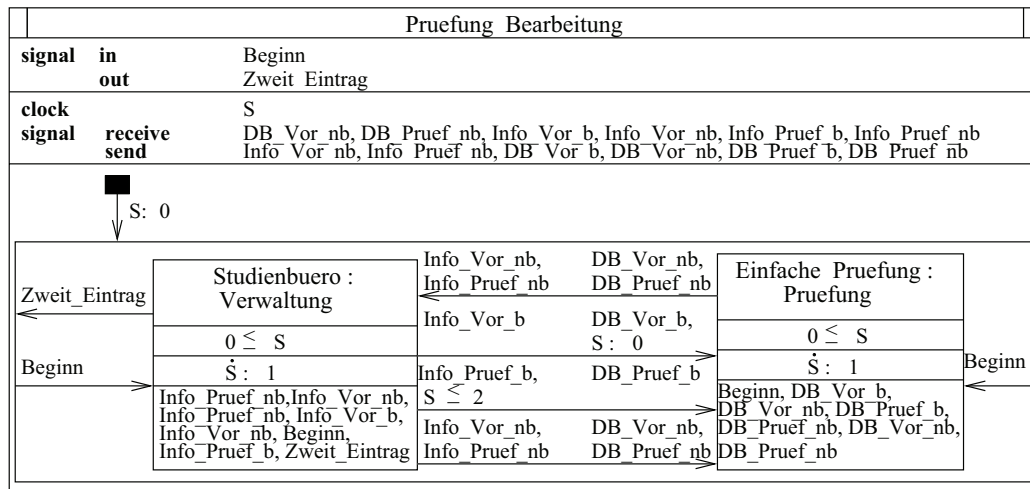 Pruefung Bearbeitung
signal in Beginn
out Zweit Eintrag
clock S
signal receive DB_Vor_nb, DB_Pruef_nb, Info_Vor_b, Info_Vor_nb, Info_Pruef_b, Info_Pruef_nb
send Info_Vor_nb, Info_Pruef_nb, DB_Vor_b, DB_Vor_nb, DB_Pruef_b, DB_Pruef_nb
S: 0
Zweit_Eintrag
Beginn
Studienbuero :
Verwaltung
0 ≤ S
Ṡ : 1
Info_Pruef_nb,Info_Vor_nb,
Info_Pruef_nb, Info_Vor_b,
Info_Vor_nb, Beginn,
Info_Pruef_b, Zweit_Eintrag
Info_Vor_nb, DB_Vor_nb,
Info_Pruef_nb DB_Pruef_nb
Info_Vor_b DB_Vor_b,
S : 0
Info_Pruef_b, DB_Pruef_b
S ≤ 2
Info_Vor_nb, DB_Vor_nb,
Info_Pruef_nb DB_Pruef_nb
Einfache Pruefung :
Pruefung
0 ≤ S
Ṡ : 1
Beginn, DB_Vor_b,
DB_Vor_nb, DB_Pruef_b,
DB_Pruef_nb, DB_Vor_nb,
DB_Pruef_nb
Beginn